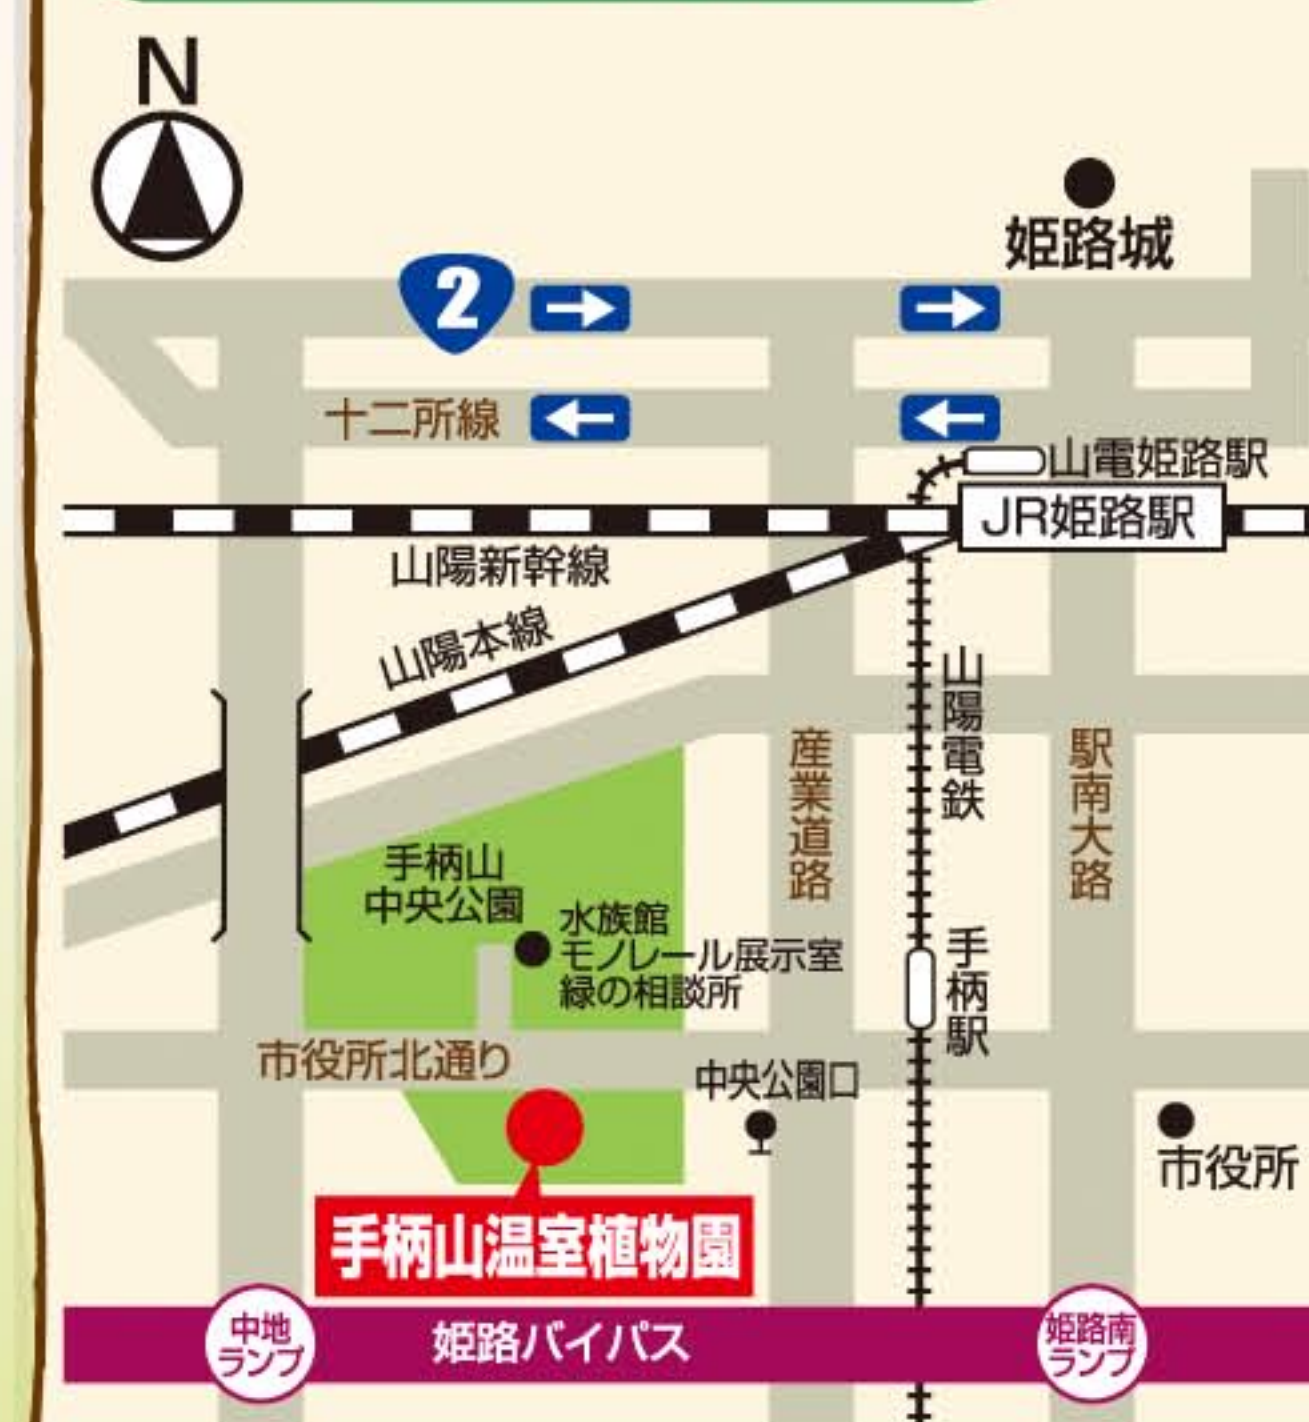 N
姫路城
2
十二所線
山電姫路駅
JR姫路駅
山陽新幹線
山陽本線
山陽電鉄
産業道路
駅南大路
手柄山
中央公園
水族館
モノレール展示室
緑の相談所
手柄駅
市役所北通り
中央公園口
市役所
手柄山温室植物園
中地
ランプ
姫路バイパス
姫路南
ランプ